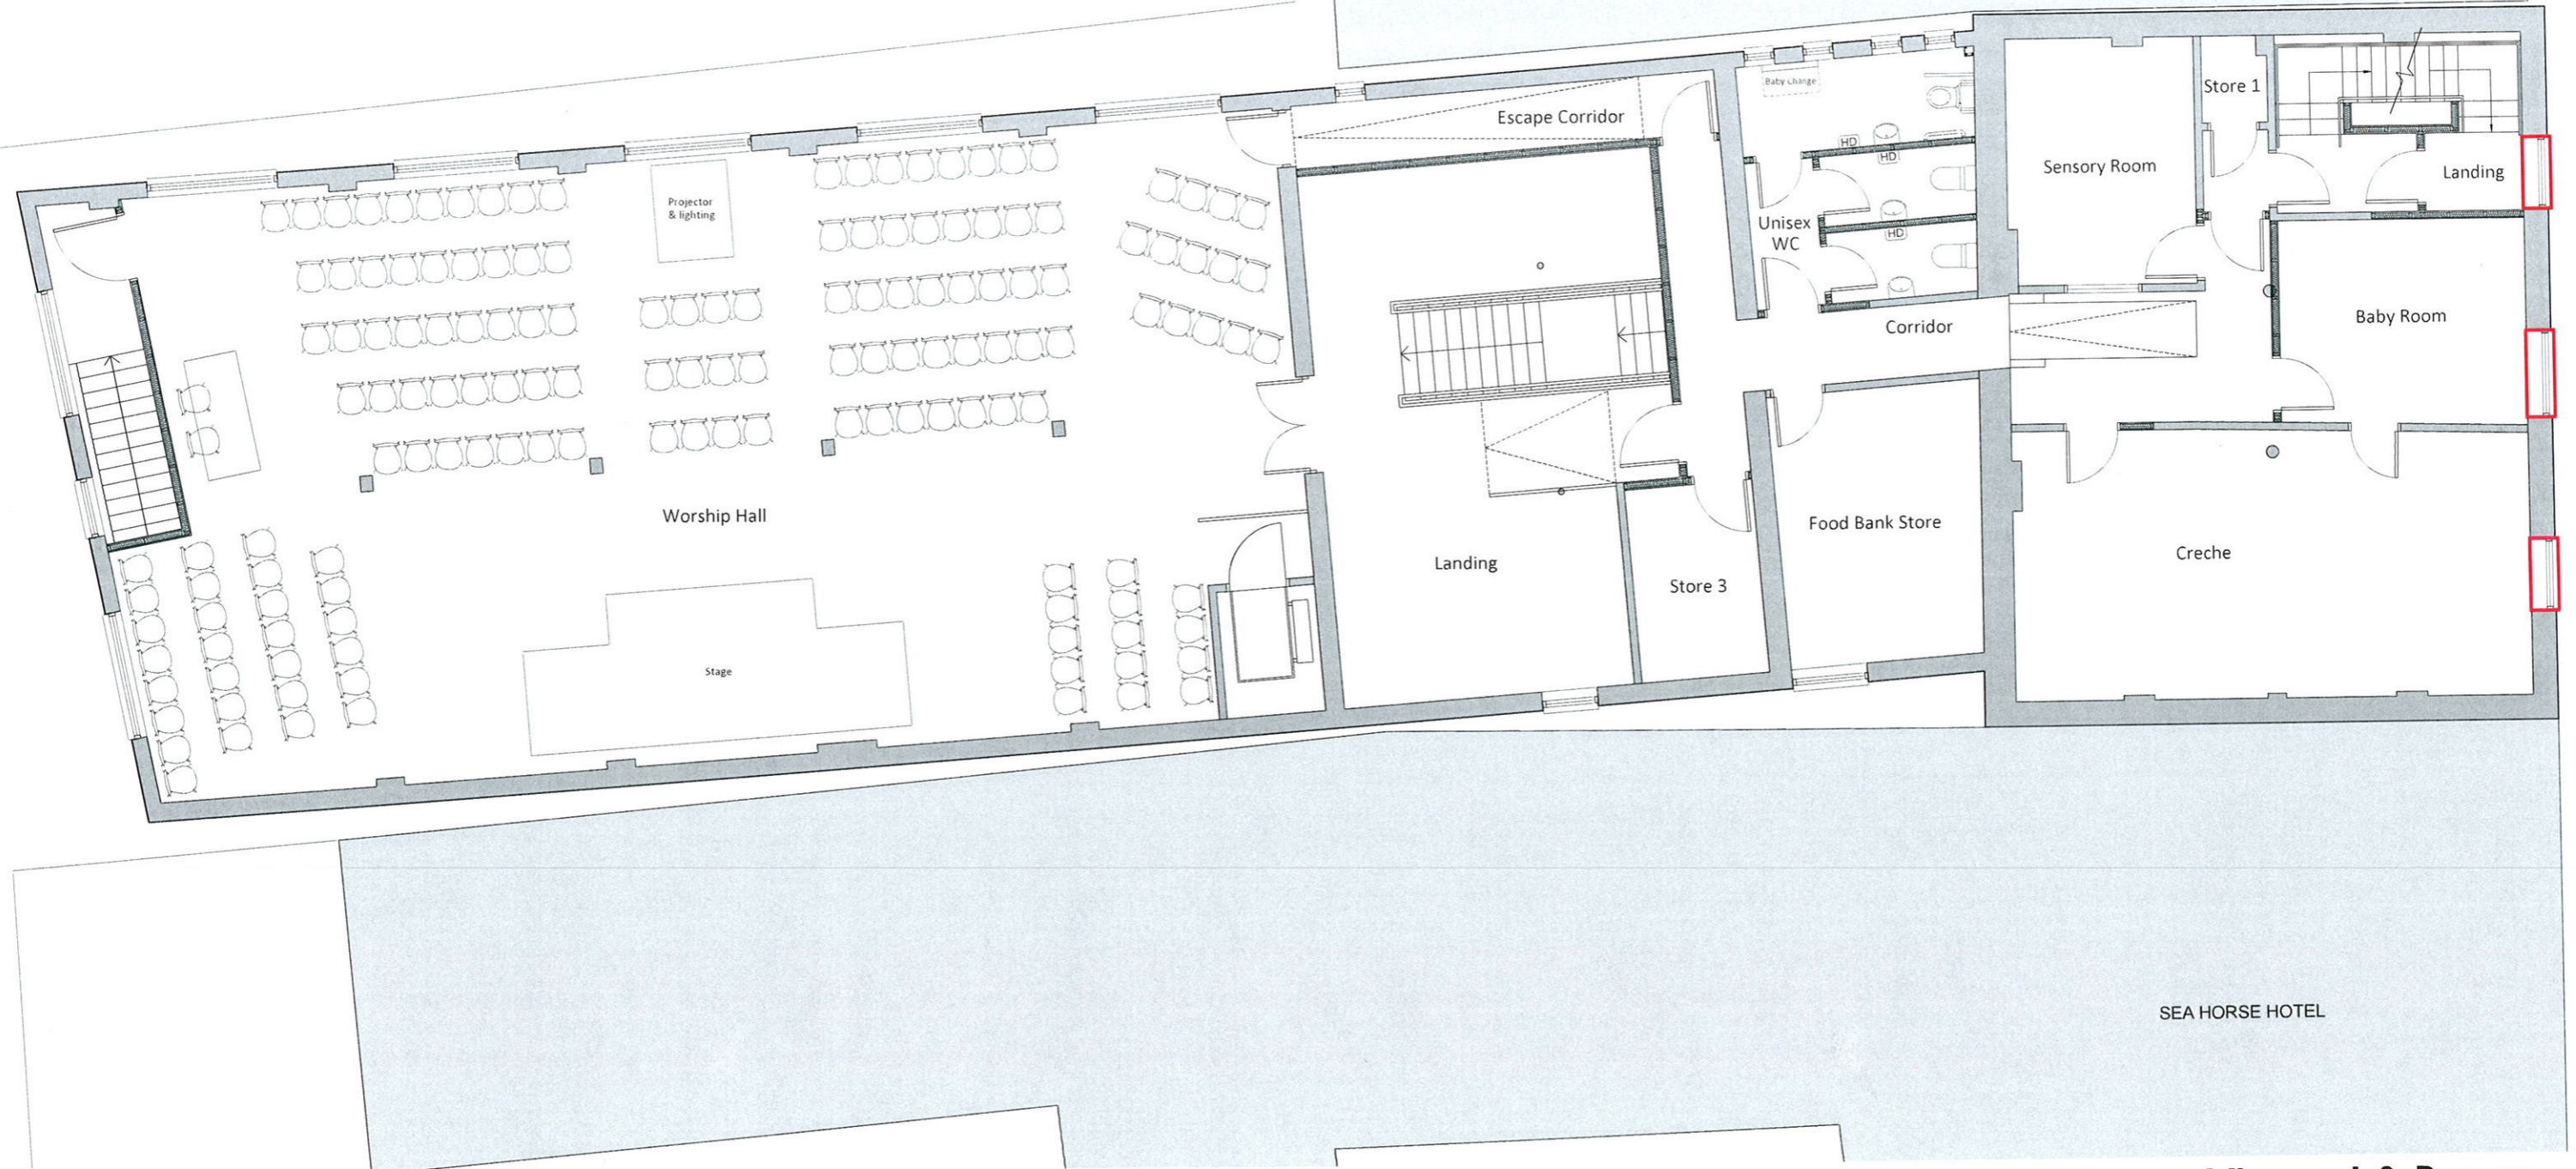 Baby Change
Escape Corridor
Store 1
HD
HD
Sensory Room
Landing
Projector
& lighting
Unisex
WC
HD
Corridor
Baby Room
Worship Hall
Food Bank Store
Landing
Creche
Store 3
Stage
SEA HORSE HOTEL